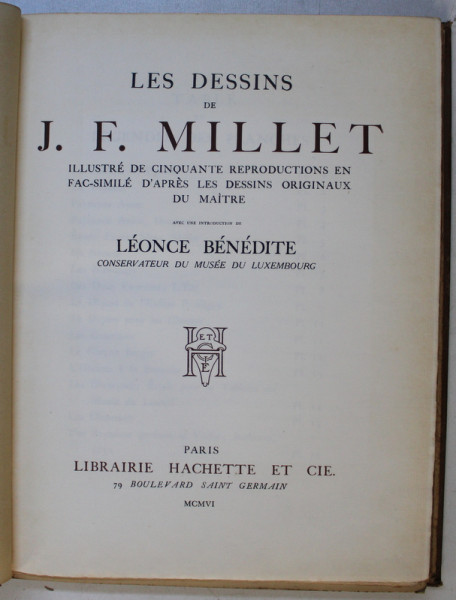 LES DESSINS
DE
J. F. MILLET
ILLUSTRÉ DE CINQUANTE REPRODUCTIONS EN
FAC-SIMILÉ D'APRÈS LES DESSINS ORIGINAUX
DU MAÎTRE
AVEC UNE INTRODUCTION DE
LÉONCE BÉNÉDITE
CONSERVATEUR DU MUSÉE DU LUXEMBOURG
H ET C IE
PARIS
LIBRAIRIE HACHETTE ET CIE.
79 BOULEVARD SAINT GERMAIN
MCMVI